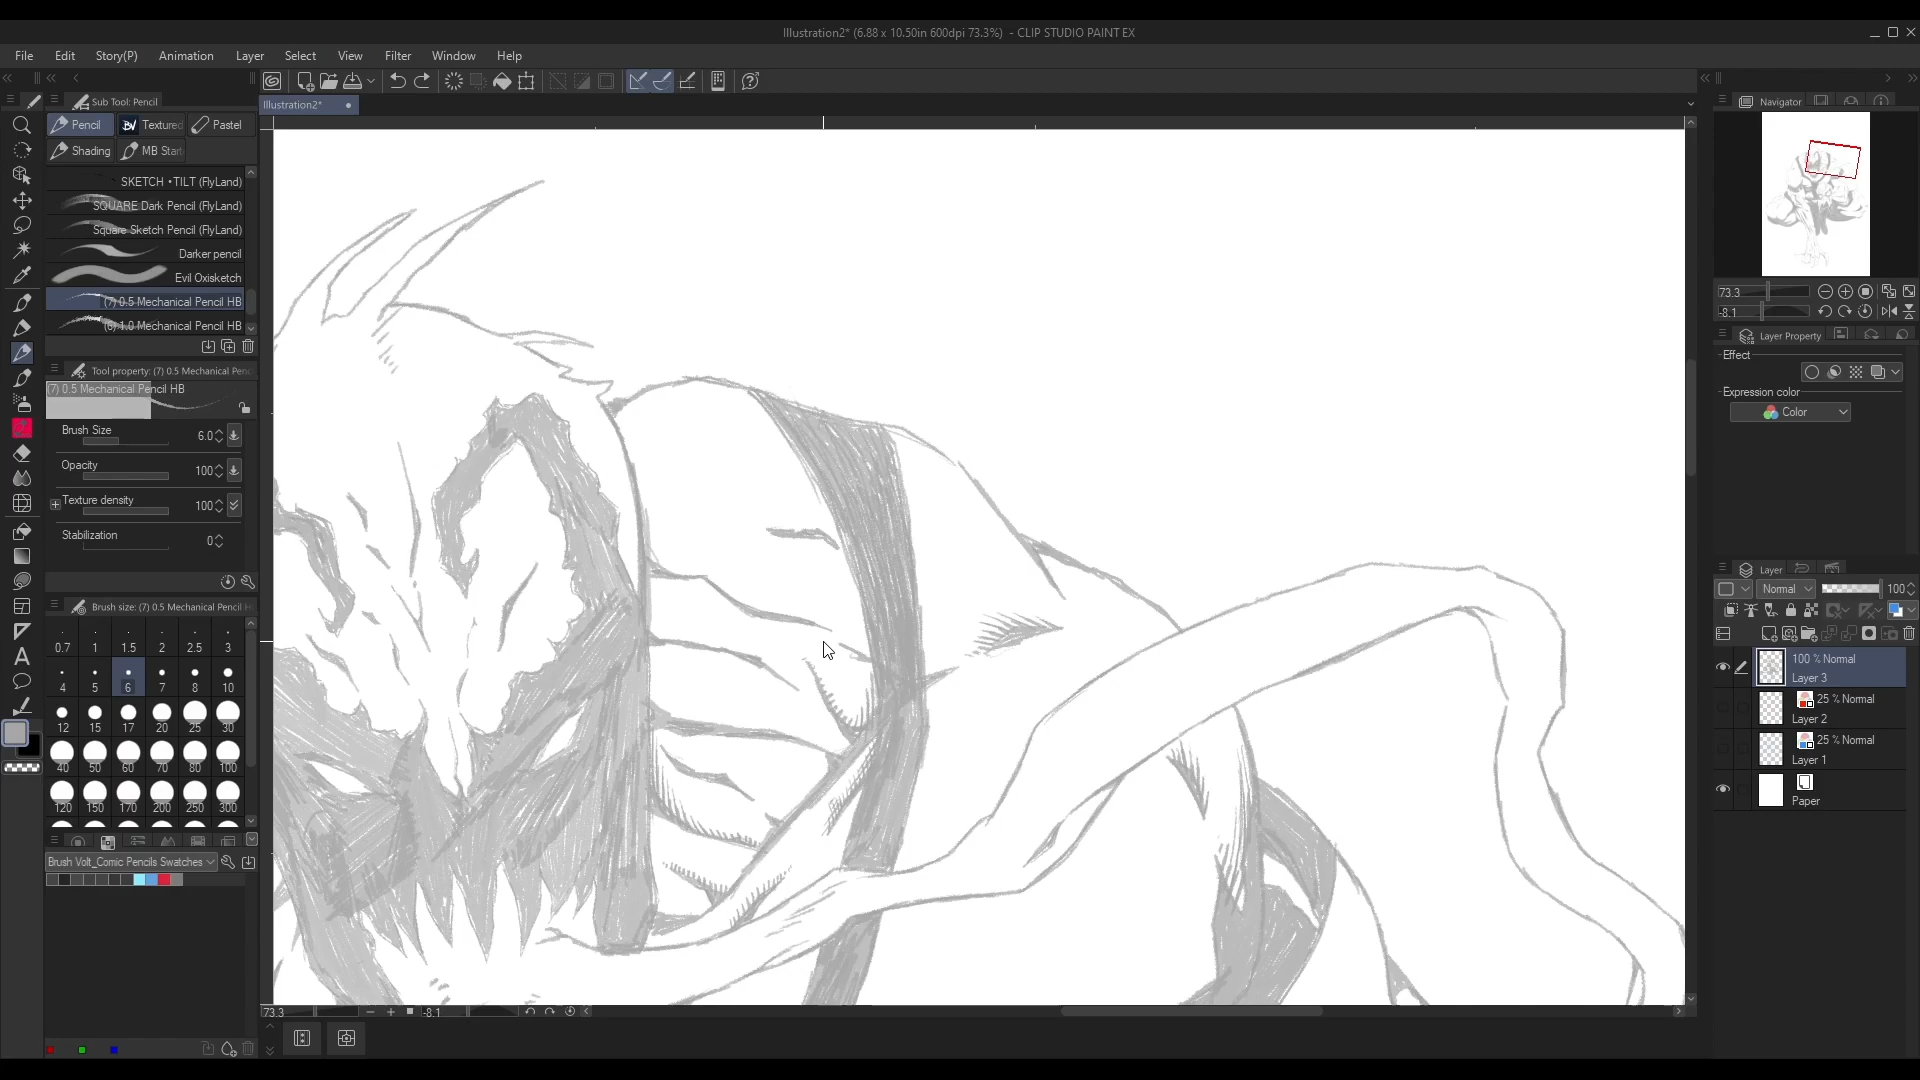 Illustration2* (6.88 x 10.50in 600dpi 73.3%) - CLIP STUDIO PAINT EX
File Edit Story(P) Animation Layer Select View Filter Window Help
Sub Tool: Pencil
Illustration2*
Navigator
Pencil
Textured
Pastel
Shading
MB Start
SKETCH •TILT (FlyLand)
SQUARE Dark Pencil (FlyLand)
Square Sketch Pencil (FlyLand)
Darker pencil
Evil Oxisketch
(7) 0.5 Mechanical Pencil HB
(6) 1.0 Mechanical Pencil HB
Tool property: (7) 0.5 Mechanical Penc
(7) 0.5 Mechanical Pencil HB
Brush Size 6.0
Opacity 100
Texture density 100
Stabilization 0
Brush size: (7) 0.5 Mechanical Pencil H
0.7 1 1.5 2 2.5 3
4 5 6 7 8 10
12 15 17 20 25 30
40 50 60 70 80 100
120 150 170 200 250 300
Brush Volt_Comic Pencils Swatches
73.3 -8.1
73.3
-8.1
Layer Property
Effect
Expression color
Color
Layer
Normal 100
100 % Normal
Layer 3
25 % Normal
Layer 2
25 % Normal
Layer 1
Paper